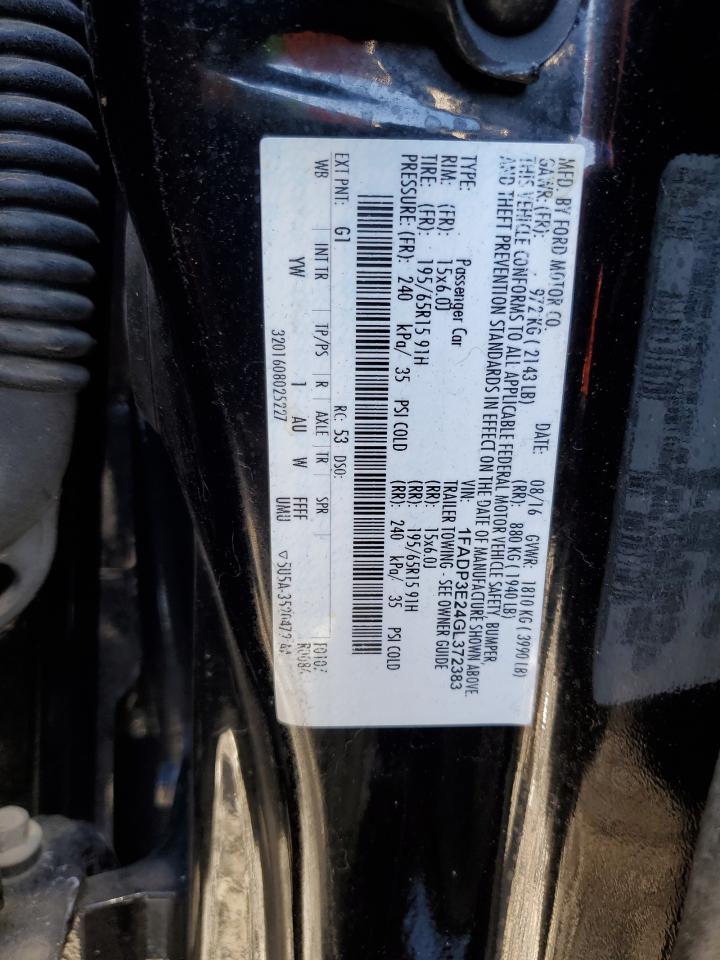 MFD. BY FORD MOTOR CO.
DATE: 08/16 GVWR: 1810 KG ( 3990 LB)
GAWR: (FR): 972 KG ( 2143 LB) (RR): 880 KG ( 1940 LB)
THIS VEHICLE CONFORMS TO ALL APPLICABLE FEDERAL MOTOR VEHICLE SAFETY, BUMPER,
AND THEFT PREVENTION STANDARDS IN EFFECT ON THE DATE OF MANUFACTURE SHOWN ABOVE.
VIN: 1FADP3E24GL372383
TYPE: Passenger Car TRAILER TOWING - SEE OWNER GUIDE
RIM: (FR): 15x6.0J (RR): 15x6.0J
TIRE: (FR): 195/65R15 91H (RR): 195/65R15 91H
PRESSURE: (FR): 240 kPa/ 35 PSI COLD (RR): 240 kPa/ 35 PSI COLD
EXT PNT: G1 RC: 53 DSO:
WB INT TR TP/PS R AXLE TR SPR
YW 1 AU W FFFF
3201608025227 UMU